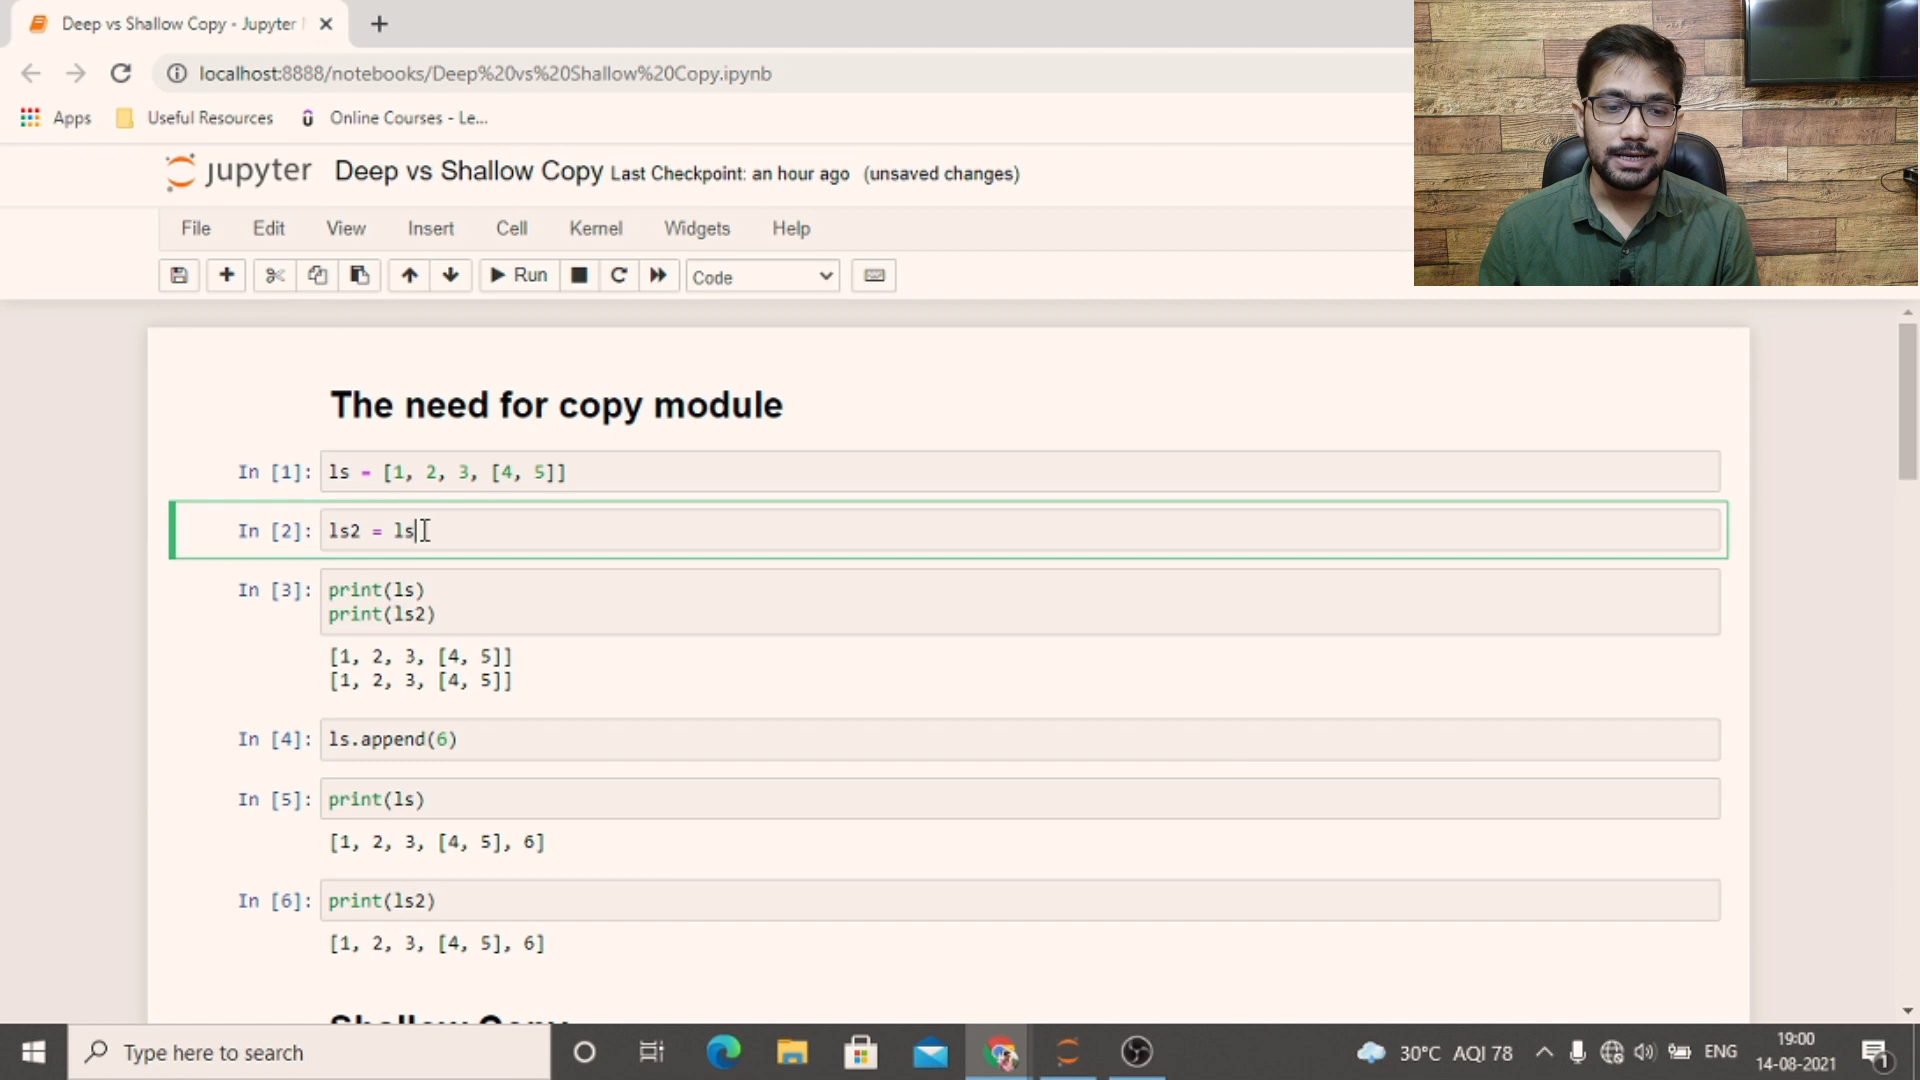 Deep vs Shallow Copy - Jupyter
localhost:8888/notebooks/Deep%20vs%20Shallow%20Copy.ipynb
Apps Useful Resources Online Courses - Le...
jupyter Deep vs Shallow Copy Last Checkpoint: an hour ago (unsaved changes)
File Edit View Insert Cell Kernel Widgets Help
Run Code
The need for copy module
In [1]: ls = [1, 2, 3, [4, 5]]
In [2]: ls2 = ls
In [3]: print(ls)
print(ls2)
[1, 2, 3, [4, 5]]
[1, 2, 3, [4, 5]]
In [4]: ls.append(6)
In [5]: print(ls)
[1, 2, 3, [4, 5], 6]
In [6]: print(ls2)
[1, 2, 3, [4, 5], 6]
Shallow Copy
Type here to search
30°C AQI 78
ENG
19:00
14-08-2021
1